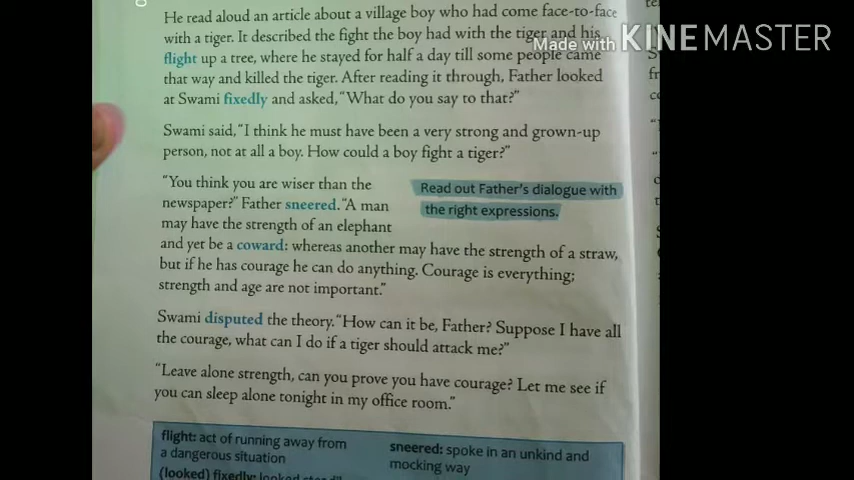 Made with KINEMASTER
He read aloud an article about a village boy who had come face-to-face
with a tiger. It described the fight the boy had with the tiger and his
flight up a tree, where he stayed for half a day till some people came
that way and killed the tiger. After reading it through, Father looked
at Swami fixedly and asked, "What do you say to that?"
Swami said, "I think he must have been a very strong and grown-up
person, not at all a boy. How could a boy fight a tiger?"
"You think you are wiser than the
newspaper?" Father sneered. "A man
may have the strength of an elephant
and yet be a coward: whereas another may have the strength of a straw,
but if he has courage he can do anything. Courage is everything;
strength and age are not important."
Read out Father's dialogue with
the right expressions.
Swami disputed the theory. "How can it be, Father? Suppose I have all
the courage, what can I do if a tiger should attack me?"
"Leave alone strength, can you prove you have courage? Let me see if
you can sleep alone tonight in my office room."
flight: act of running away from
a dangerous situation
(looked) fixedly: looked
sneered: spoke in an unkind and
mocking way